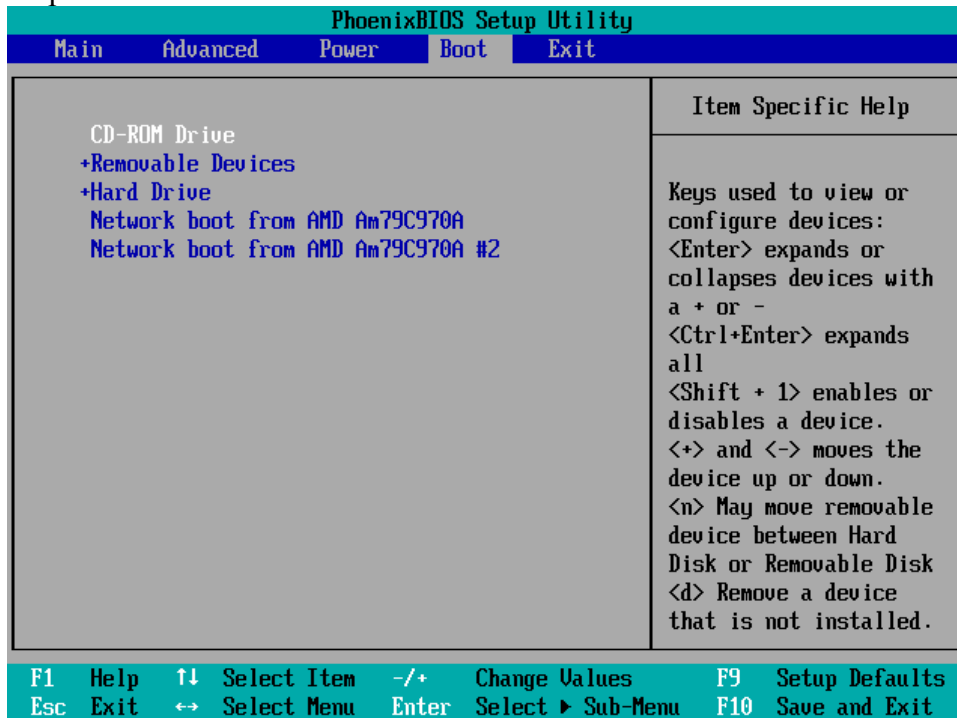 PhoenixBIOS Setup Utility
Main Advanced Power Boot Exit
CD-ROM Drive
+Removable Devices
+Hard Drive
Network boot from AMD Am79C970A
Network boot from AMD Am79C970A #2
Item Specific Help
Keys used to view or
configure devices:
<Enter> expands or
collapses devices with
a + or -
<Ctrl+Enter> expands
all
<Shift + 1> enables or
disables a device.
<+> and <-> moves the
device up or down.
<n> May move removable
device between Hard
Disk or Removable Disk
<d> Remove a device
that is not installed.
F1 Help ↑↓ Select Item -/+ Change Values F9 Setup Defaults
Esc Exit ↔ Select Menu Enter Select ▶ Sub-Menu F10 Save and Exit